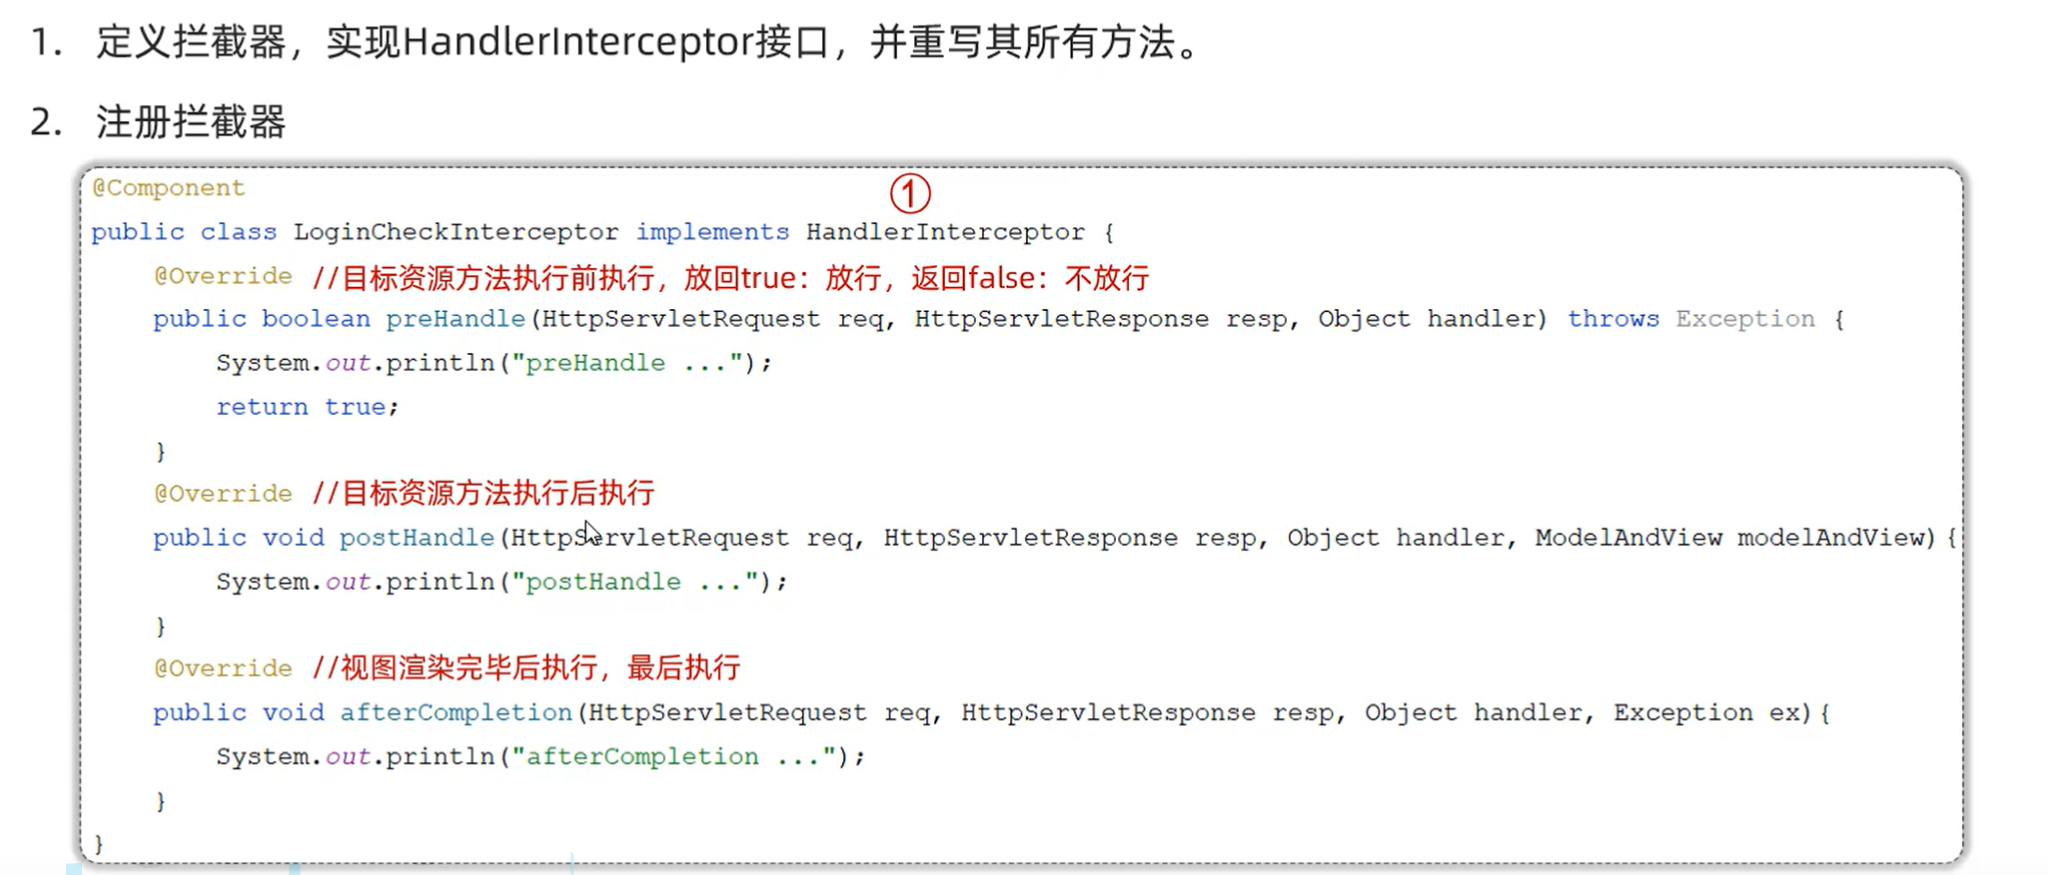 1. 定义拦截器，实现HandlerInterceptor接口，并重写其所有方法。
2. 注册拦截器
@Component
①
public class LoginCheckInterceptor implements HandlerInterceptor {
@Override //目标资源方法执行前执行，放回true：放行，返回false：不放行
public boolean preHandle(HttpServletRequest req, HttpServletResponse resp, Object handler) throws Exception {
System.out.println("preHandle ...");
return true;
}
@Override //目标资源方法执行后执行
public void postHandle(HttpServletRequest req, HttpServletResponse resp, Object handler, ModelAndView modelAndView) {
System.out.println("postHandle ...");
}
@Override //视图渲染完毕后执行，最后执行
public void afterCompletion(HttpServletRequest req, HttpServletResponse resp, Object handler, Exception ex){
System.out.println("afterCompletion ...");
}
}